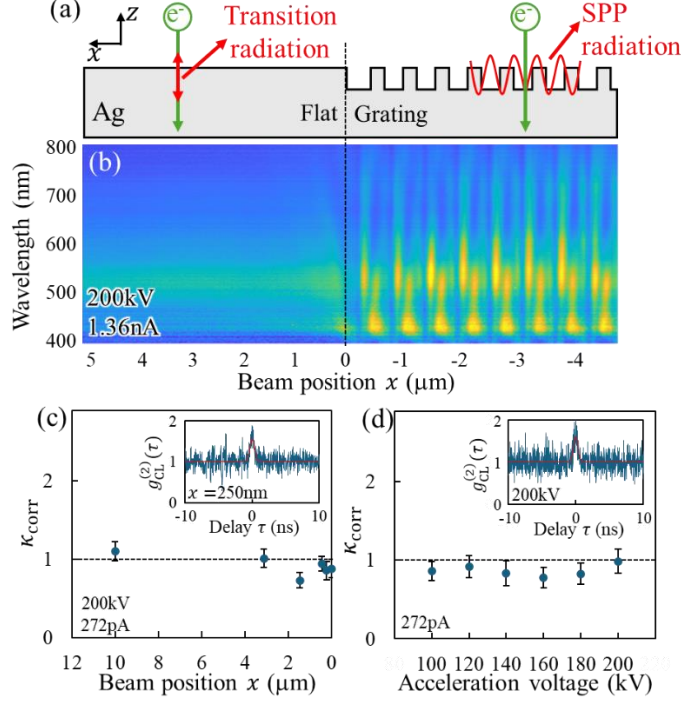 (a)
z
x
e-
Transition
radiation
e-
SPP
radiation
Ag
Flat
Grating
(b)
Wavelength (nm)
800
700
600
500
400
200kV
1.36nA
5 4 3 2 1 0 -1 -2 -3 -4
Beam position x (μm)
(c)
κcorr
2
1
0
g(2)CL(τ)
2
1
0
x =250nm
-10 0 10
Delay τ (ns)
200kV
272pA
12 10 8 6 4 2 0
Beam position x (μm)
(d)
κcorr
2
1
0
g(2)CL(τ)
2
1
0
200kV
-10 0 10
Delay τ (ns)
272pA
100 120 140 160 180 200
Acceleration voltage (kV)